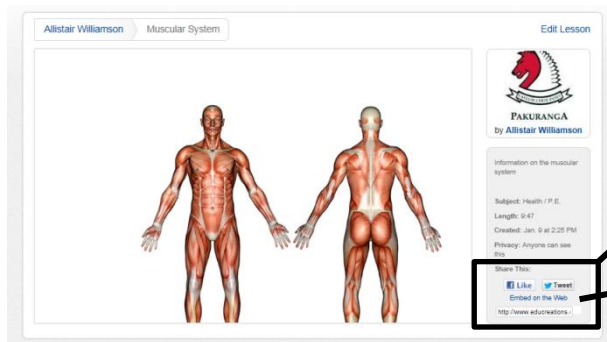 Allistair Williamson
Muscular System
Edit Lesson
PAKURANGA
by Allistair Williamson
Information on the muscular
system
Subject: Health / P.E.
Length: 9:47
Created: Jan. 9 at 2:25 PM
Privacy: Anyone can see
this
Share This:
Like
Tweet
Embed on the Web
http://www.educreations.